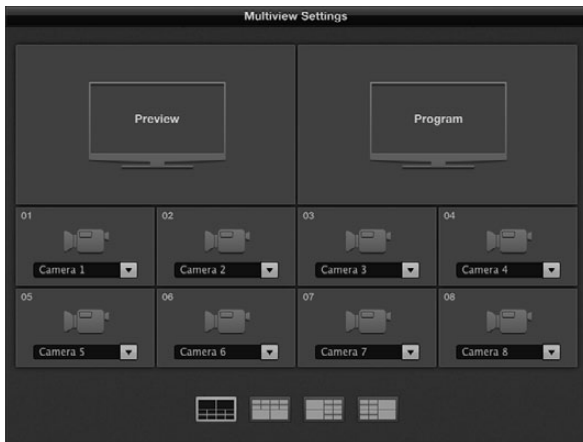 Multiview Settings
Preview
Program
01
02
03
04
Camera 1
Camera 2
Camera 3
Camera 4
05
06
07
08
Camera 5
Camera 6
Camera 7
Camera 8